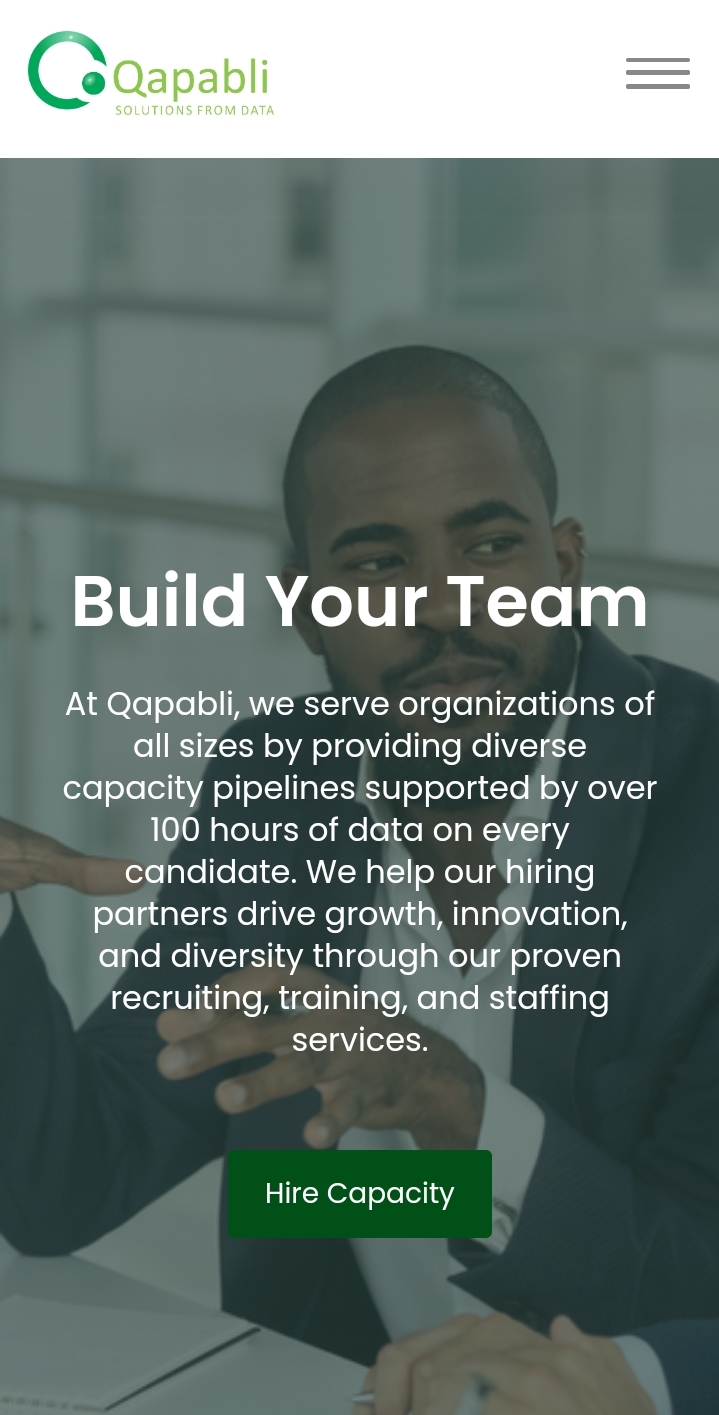 Qapabli
SOLUTIONS FROM DATA
Build Your Team
At Qapabli, we serve organizations of
all sizes by providing diverse
capacity pipelines supported by over
100 hours of data on every
candidate. We help our hiring
partners drive growth, innovation,
and diversity through our proven
recruiting, training, and staffing
services.
Hire Capacity